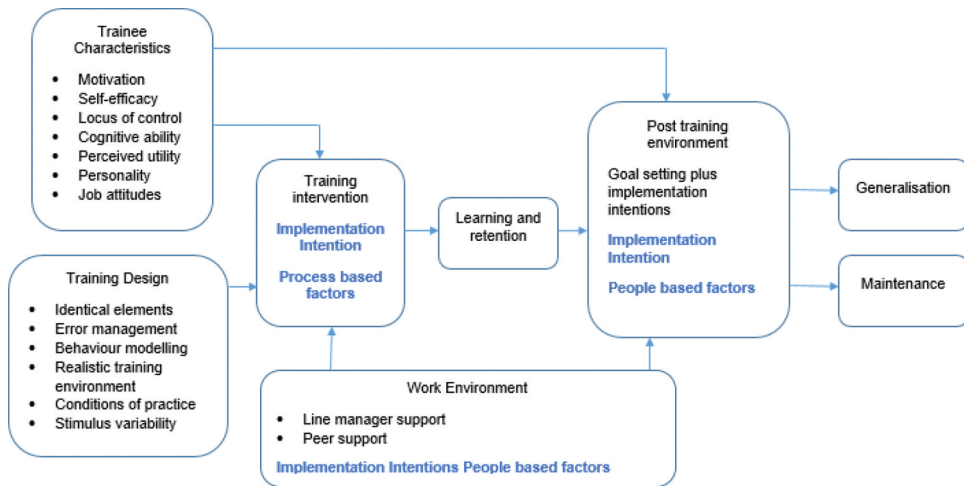 Trainee
Characteristics
• Motivation
• Self-efficacy
• Locus of control
• Cognitive ability
• Perceived utility
• Personality
• Job attitudes
Training Design
• Identical elements
• Error management
• Behaviour modelling
• Realistic training
environment
• Conditions of practice
• Stimulus variability
Training
intervention
Implementation
Intention
Process based
factors
Learning and
retention
Work Environment
• Line manager support
• Peer support
Implementation Intentions People based factors
Post training
environment
Goal setting plus
implementation
intentions
Implementation
Intention
People based factors
Generalisation
Maintenance